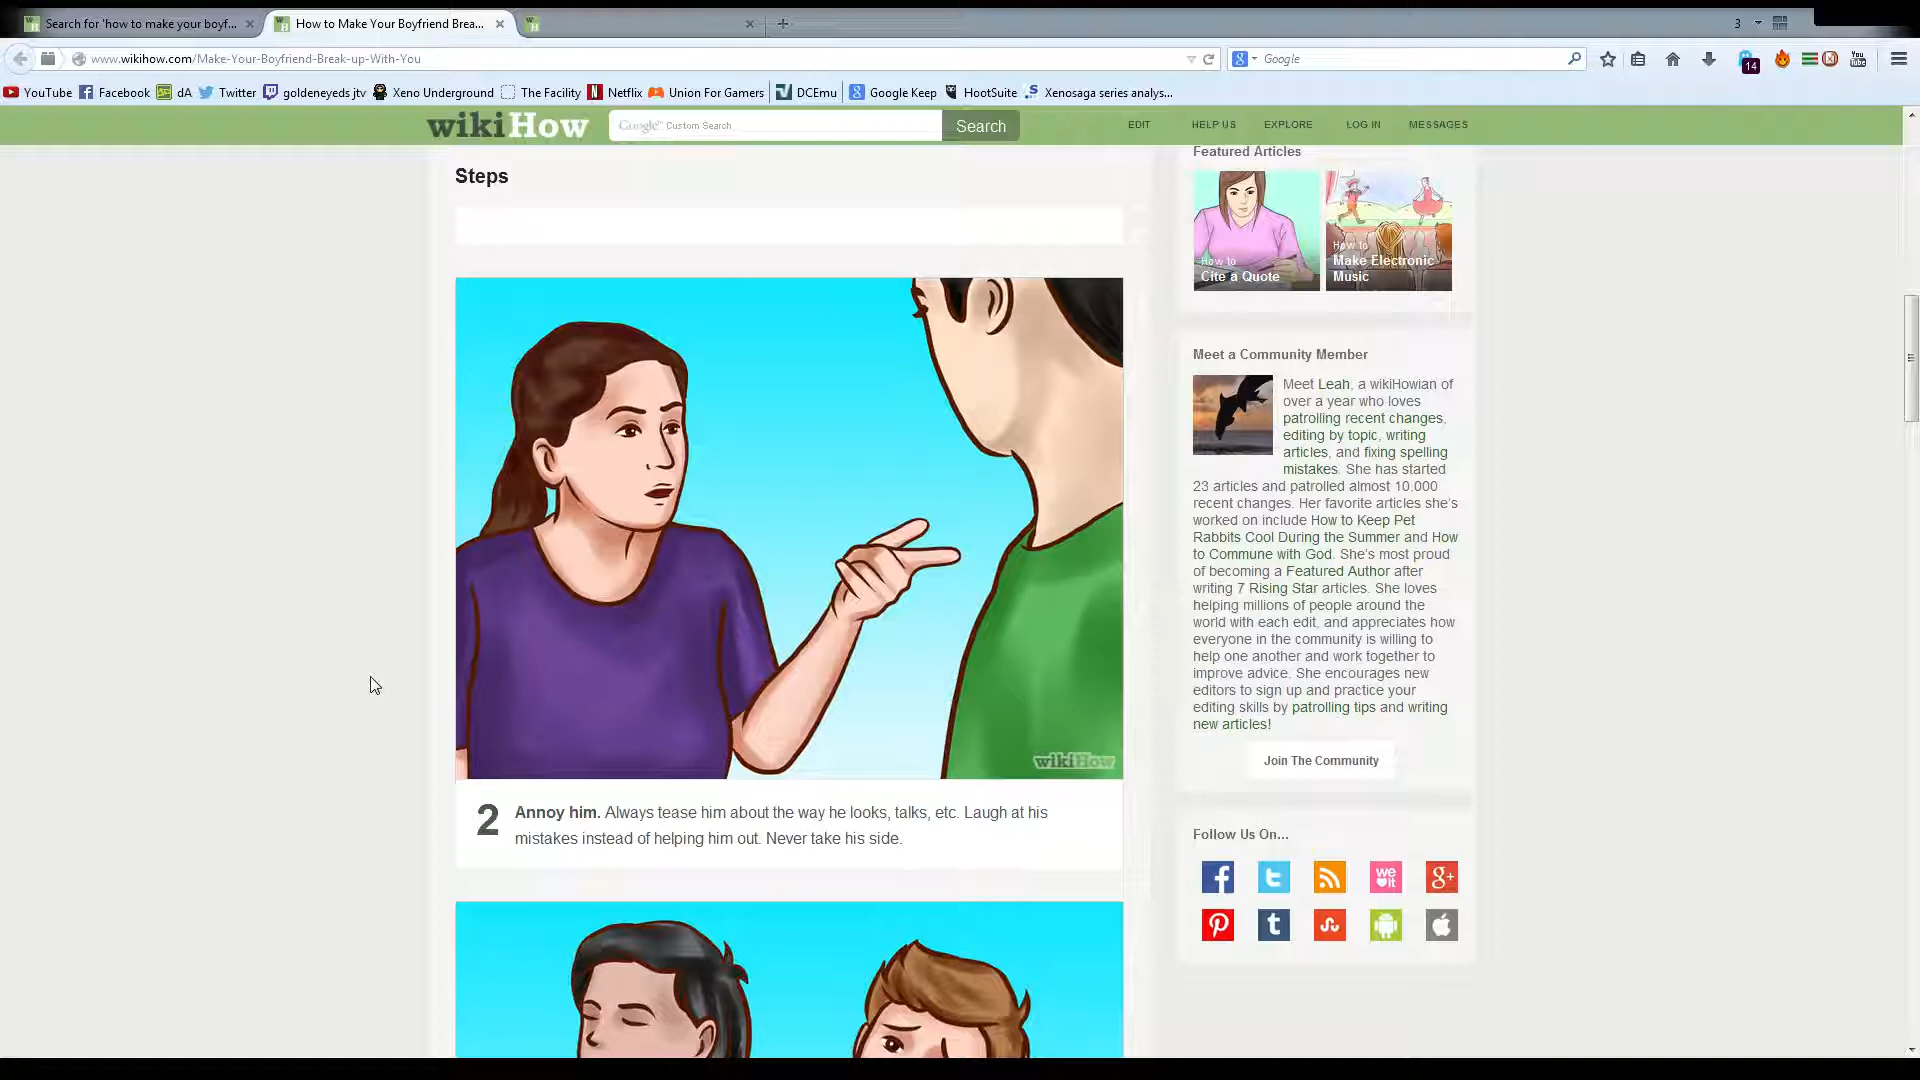 Search for 'how to make your boyf...
How to Make Your Boyfriend Brea...
3
www.wikihow.com/Make-Your-Boyfriend-Break-up-With-You
Google
14
YouTube
Facebook
dA
Twitter
goldeneyeds jtv
Xeno Underground
The Facility
Netflix
Union For Gamers
DCEmu
Google Keep
HootSuite
Xenosaga series analys...
wikiHow
Google™ Custom Search
Search
EDIT
HELP US
EXPLORE
LOG IN
MESSAGES
Steps
wikiHow
2
Annoy him. Always tease him about the way he looks, talks, etc. Laugh at his
mistakes instead of helping him out. Never take his side.
Featured Articles
How to
Cite a Quote
How to
Make Electronic
Music
Meet a Community Member
Meet Leah, a wikiHowian of
over a year who loves
patrolling recent changes,
editing by topic, writing
articles, and fixing spelling
mistakes. She has started
23 articles and patrolled almost 10,000
recent changes. Her favorite articles she's
worked on include How to Keep Pet
Rabbits Cool During the Summer and How
to Commune with God. She's most proud
of becoming a Featured Author after
writing 7 Rising Star articles. She loves
helping millions of people around the
world with each edit, and appreciates how
everyone in the community is willing to
help one another and work together to
improve advice. She encourages new
editors to sign up and practice your
editing skills by patrolling tips and writing
new articles!
Join The Community
Follow Us On...
we
it
g+